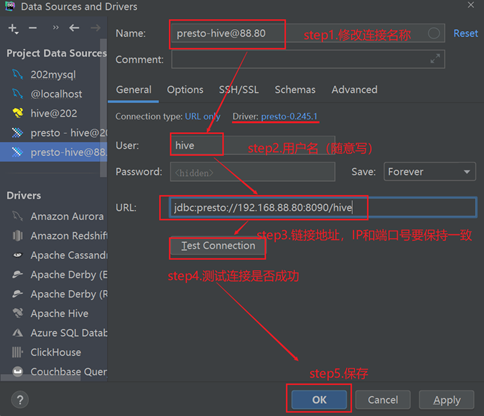 Data Sources and Drivers
Name: presto-hive@88.80 step1.修改连接名称 Reset
Comment:
Project Data Sources
202mysql
@localhost
hive@202
presto - hive@20
presto-hive@88.
General Options SSH/SSL Schemas Advanced
Connection type: URL only Driver: presto-0.245.1
User: hive
step2.用户名（随意写）
Password: <hidden> Save: Forever
URL: jdbc:presto://192.168.88.80:8090/hive
step3.链接地址，IP和端口号要保持一致
Test Connection
step4.测试连接是否成功
Drivers
Amazon Aurora
Amazon Redshift
Apache Cassandra
Apache Derby (E
Apache Derby (R
Apache Hive
Azure SQL Datab
ClickHouse
Couchbase Quer
step5.保存
? OK Cancel Apply